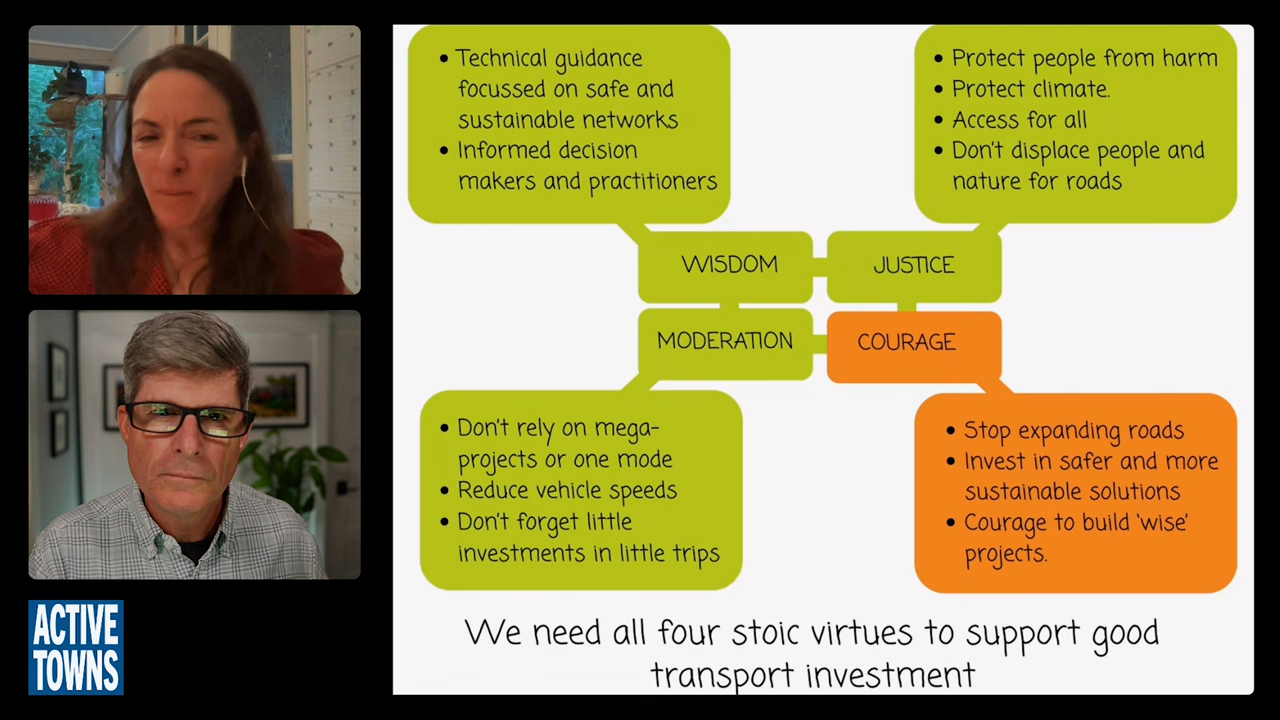 • Technical guidance
focussed on safe and
sustainable networks
• Informed decision
makers and practitioners
• Protect people from harm
• Protect climate.
• Access for all
• Don't displace people and
nature for roads
WISDOM
JUSTICE
MODERATION
COURAGE
• Don't rely on mega-
projects or one mode
• Reduce vehicle speeds
• Don't forget little
investments in little trips
• Stop expanding roads
• Invest in safer and more
sustainable solutions
• Courage to build 'wise'
projects.
We need all four stoic virtues to support good
transport investment
ACTIVE
TOWNS